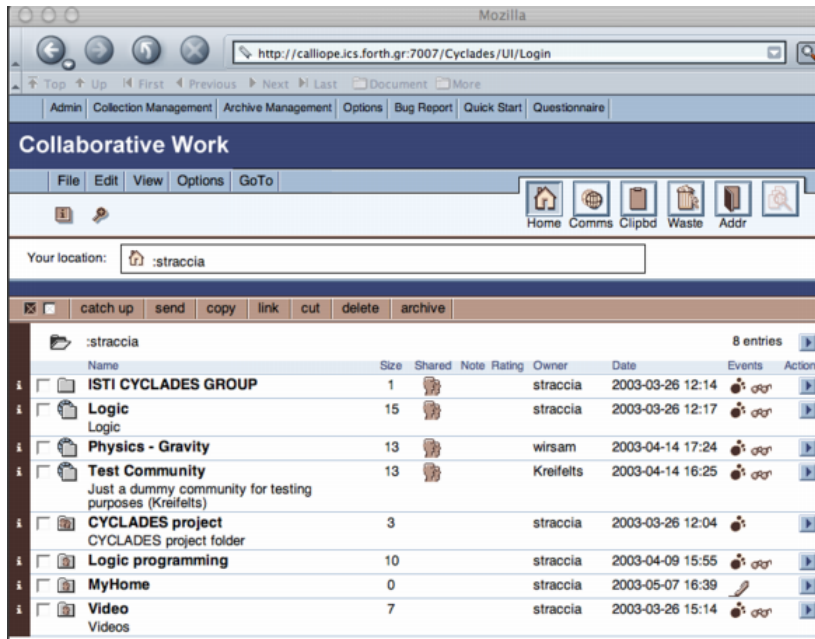 Mozilla
http://calliope.ics.forth.gr:7007/Cyclades/UI/Login
Top Up First Previous Next Last Document More
Admin Collection Management Archive Management Options Bug Report Quick Start Questionnaire
Collaborative Work
File Edit View Options GoTo
Home Comms Clipbd Waste Addr
Your location: :straccia
catch up send copy link cut delete archive
:straccia 8 entries
Name Size Shared Note Rating Owner Date Events Action
ISTI CYCLADES GROUP 1 straccia 2003-03-26 12:14
Logic 15 straccia 2003-03-26 12:17
Logic
Physics - Gravity 13 wirsam 2003-04-14 17:24
Test Community 13 Kreifelts 2003-04-14 16:25
Just a dummy community for testing
purposes (Kreifelts)
CYCLADES project 3 straccia 2003-03-26 12:04
CYCLADES project folder
Logic programming 10 straccia 2003-04-09 15:55
MyHome 0 straccia 2003-05-07 16:39
Video 7 straccia 2003-03-26 15:14
Videos